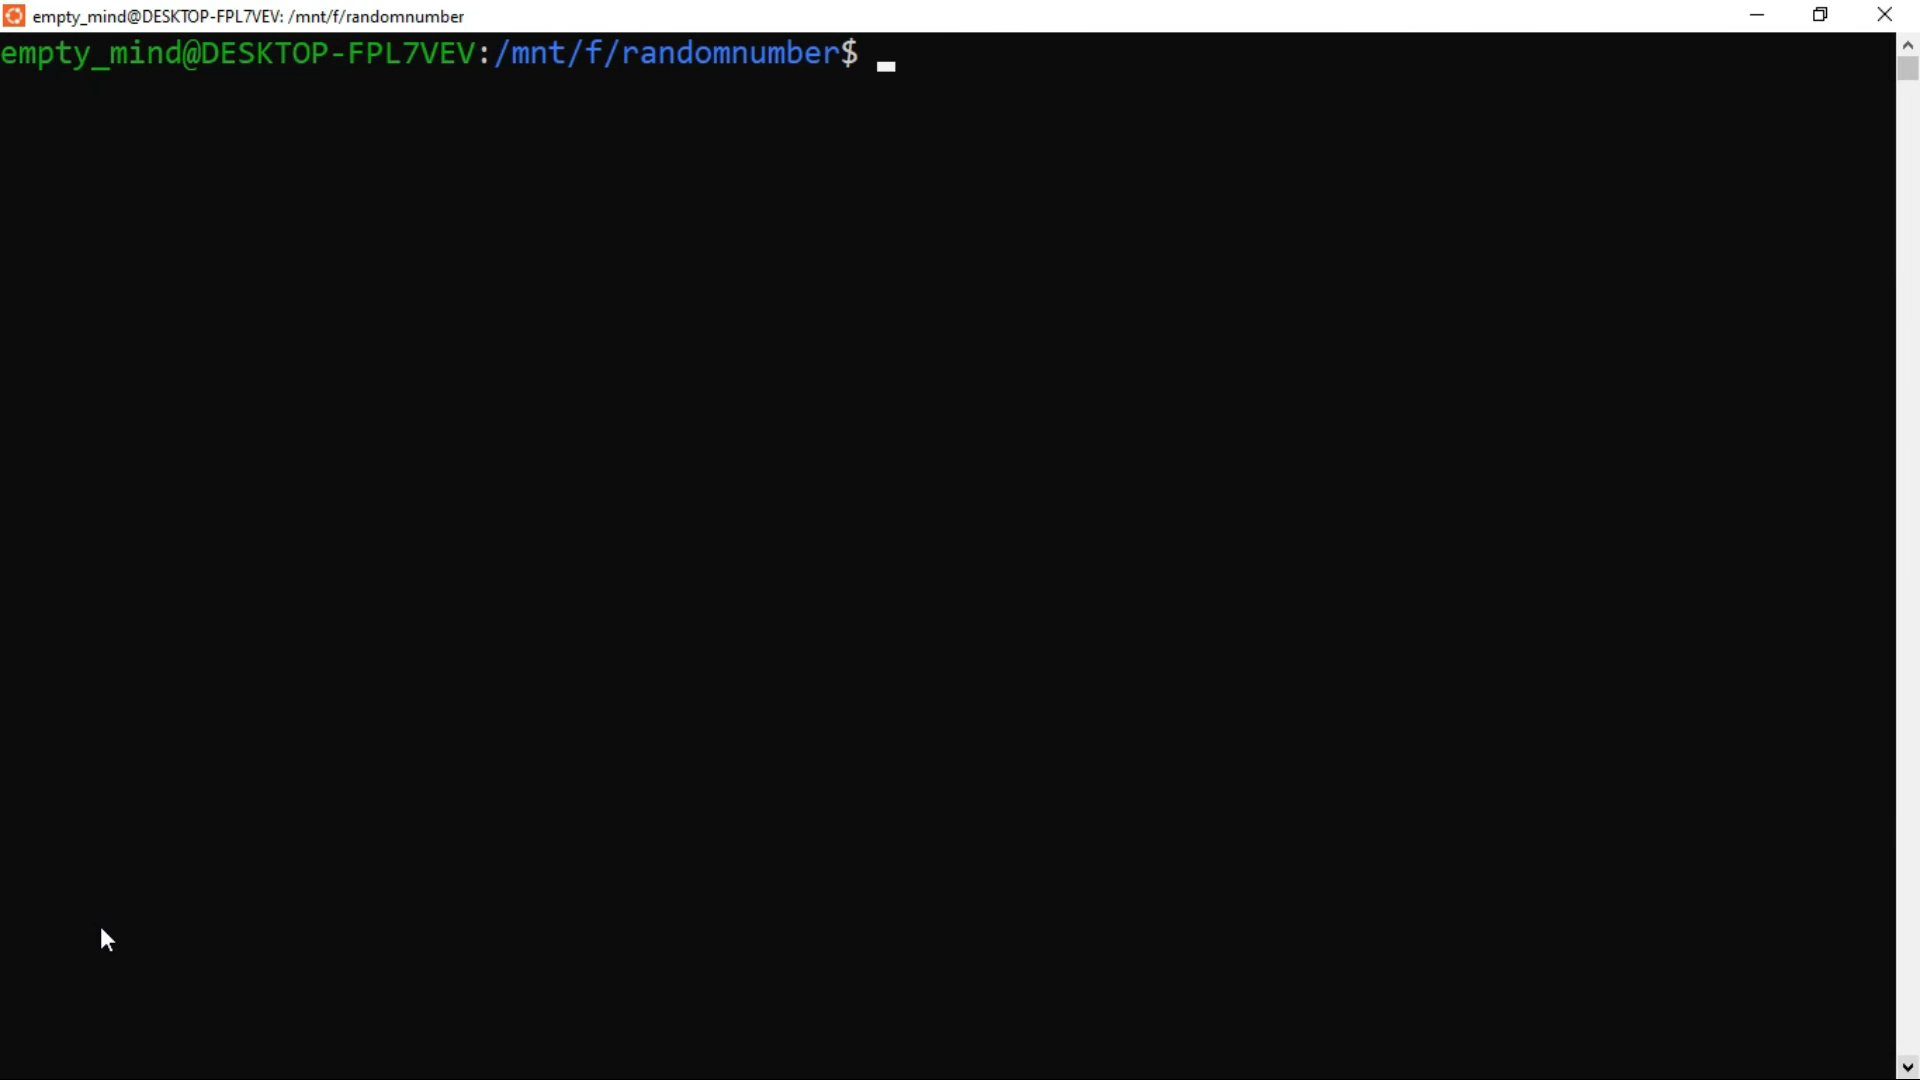 empty_mind@DESKTOP-FPL7VEV: /mnt/f/randomnumber
empty_mind@DESKTOP-FPL7VEV:/mnt/f/randomnumber$